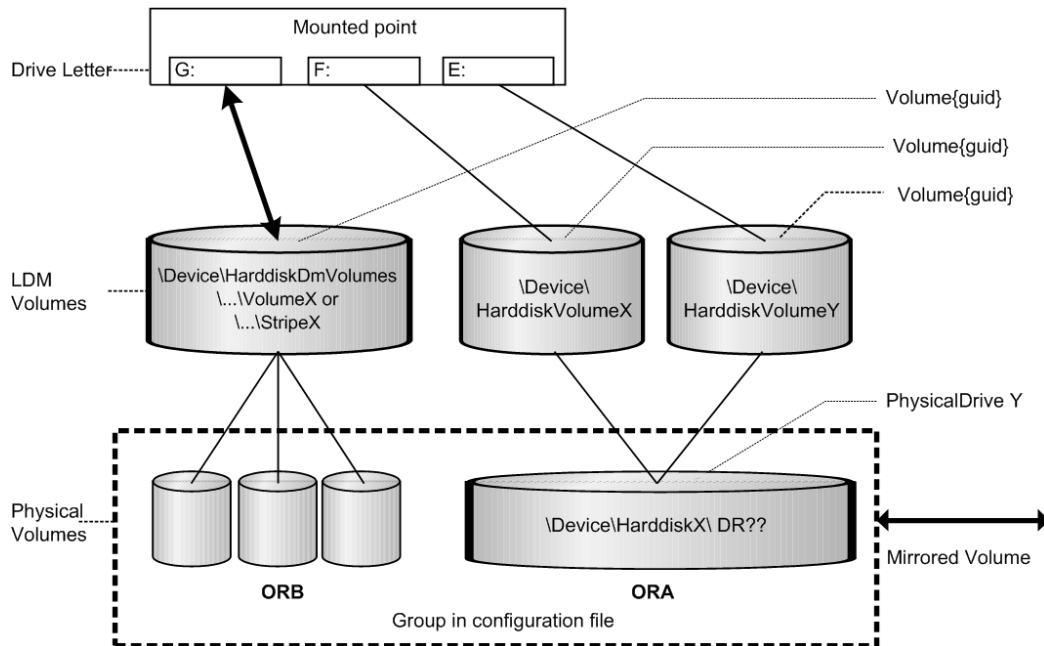 Mounted point
Drive Letter
G:
F:
E:
Volume{guid}
Volume{guid}
Volume{guid}
LDM
Volumes
\Device\HarddiskDmVolumes
\...\VolumeX or
\...\StripeX
\Device\
HarddiskVolumeX
\Device\
HarddiskVolumeY
PhysicalDrive Y
Physical
Volumes
\Device\HarddiskX\ DR??
Mirrored Volume
ORB
ORA
Group in configuration file